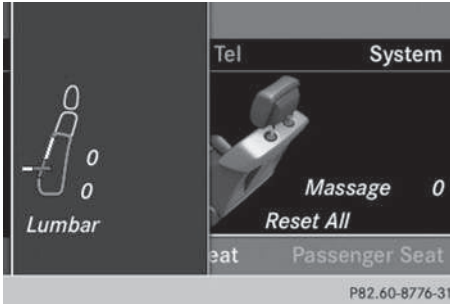 Tel System
0
0
Lumbar
Massage 0
Reset All
eat Passenger Seat
P82.60-8776-31